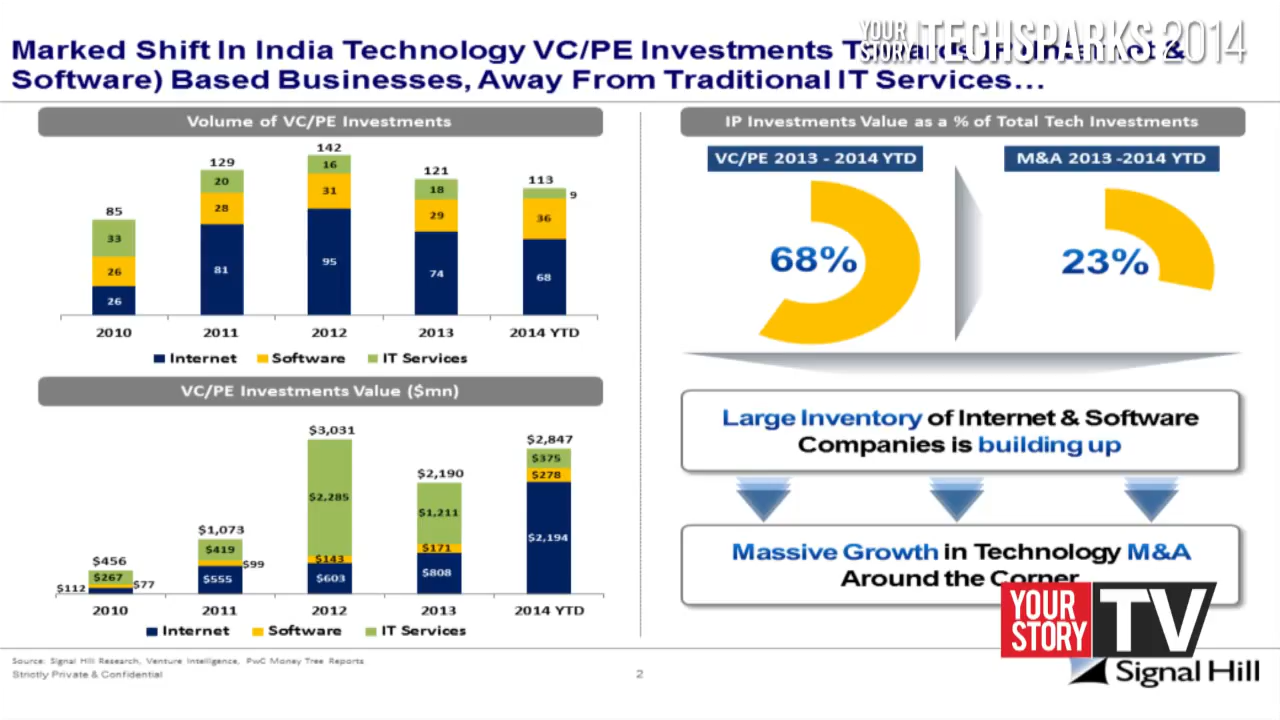 YOUR STORY TECHSPARKS 2014
Marked Shift In India Technology VC/PE Investments &
Software) Based Businesses, Away From Traditional IT Services...
Volume of VC/PE Investments
142
129
121
113
85
20
16
18
9
33
28
31
29
36
26
81
95
74
68
26
2010 2011 2012 2013 2014 YTD
Internet Software IT Services
VC/PE Investments Value ($mn)
$3,031
$2,847
$2,190
$1,073
$456
$375
$278
$2,285
$1,211
$2,194
$419
$99
$143
$171
$267
$112
$77
$555
$603
$808
2010 2011 2012 2013 2014 YTD
Internet Software IT Services
IP Investments Value as a % of Total Tech Investments
VC/PE 2013 - 2014 YTD
M&A 2013 -2014 YTD
68%
23%
Large Inventory of Internet & Software
Companies is building up
Massive Growth in Technology M&A
Around the Corner
YOUR STORY TV
Source: Signal Hill Research, Venture Intelligence, PwC Money Tree Reports
Strictly Private & Confidential
2
Signal Hill